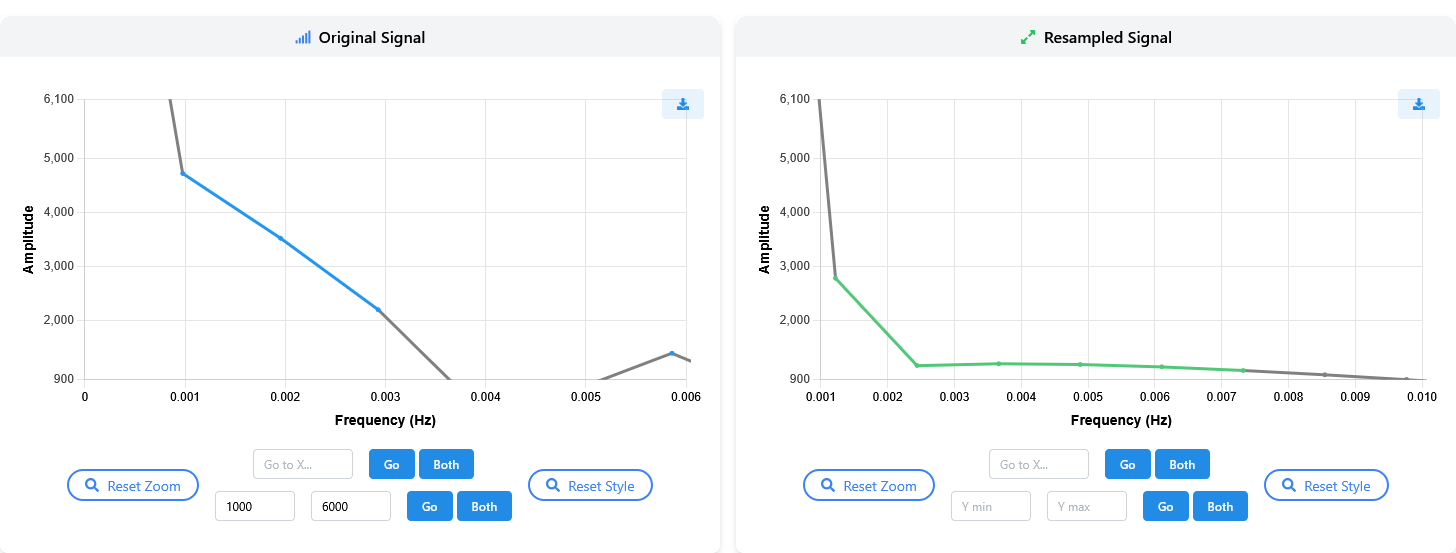 Original Signal
6,100
5,000
4,000
3,000
2,000
900
Amplitude
0 0.001 0.002 0.003 0.004 0.005 0.006
Frequency (Hz)
Go to X... Go Both
Reset Zoom
1000 6000 Go Both
Reset Style
Resampled Signal
6,100
5,000
4,000
3,000
2,000
900
Amplitude
0.001 0.002 0.003 0.004 0.005 0.006 0.007 0.008 0.009 0.010
Frequency (Hz)
Go to X... Go Both
Reset Zoom
Y min Y max Go Both
Reset Style